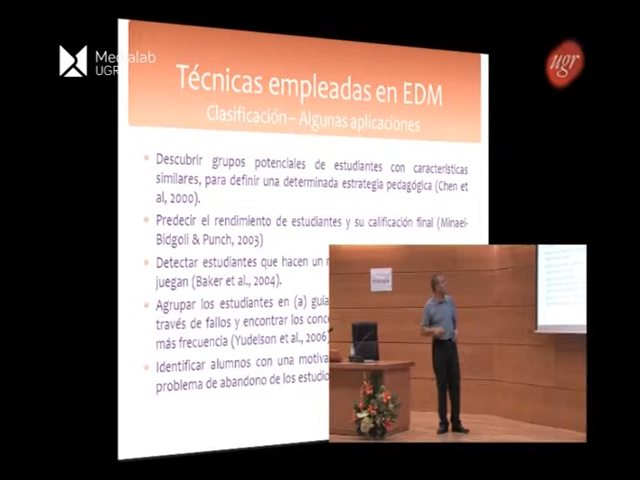 Medialab
UGR
ugr
Técnicas empleadas en EDM
Clasificación – Algunas aplicaciones
• Descubrir grupos potenciales de estudiantes con características
similares, para definir una determinada estrategia pedagógica (Chen et
al, 2000).
• Predecir el rendimiento de estudiantes y su calificación final (Minaei-
Bidgoli & Punch, 2003)
• Detectar estudiantes que hacen un
juegan (Baker et al., 2004).
• Agrupar los estudiantes en (a) guia
través de fallos y encontrar los conc
más frecuencia (Yudelson et al., 2006)
• Identificar alumnos con una motiva
problema de abandono de los estudio